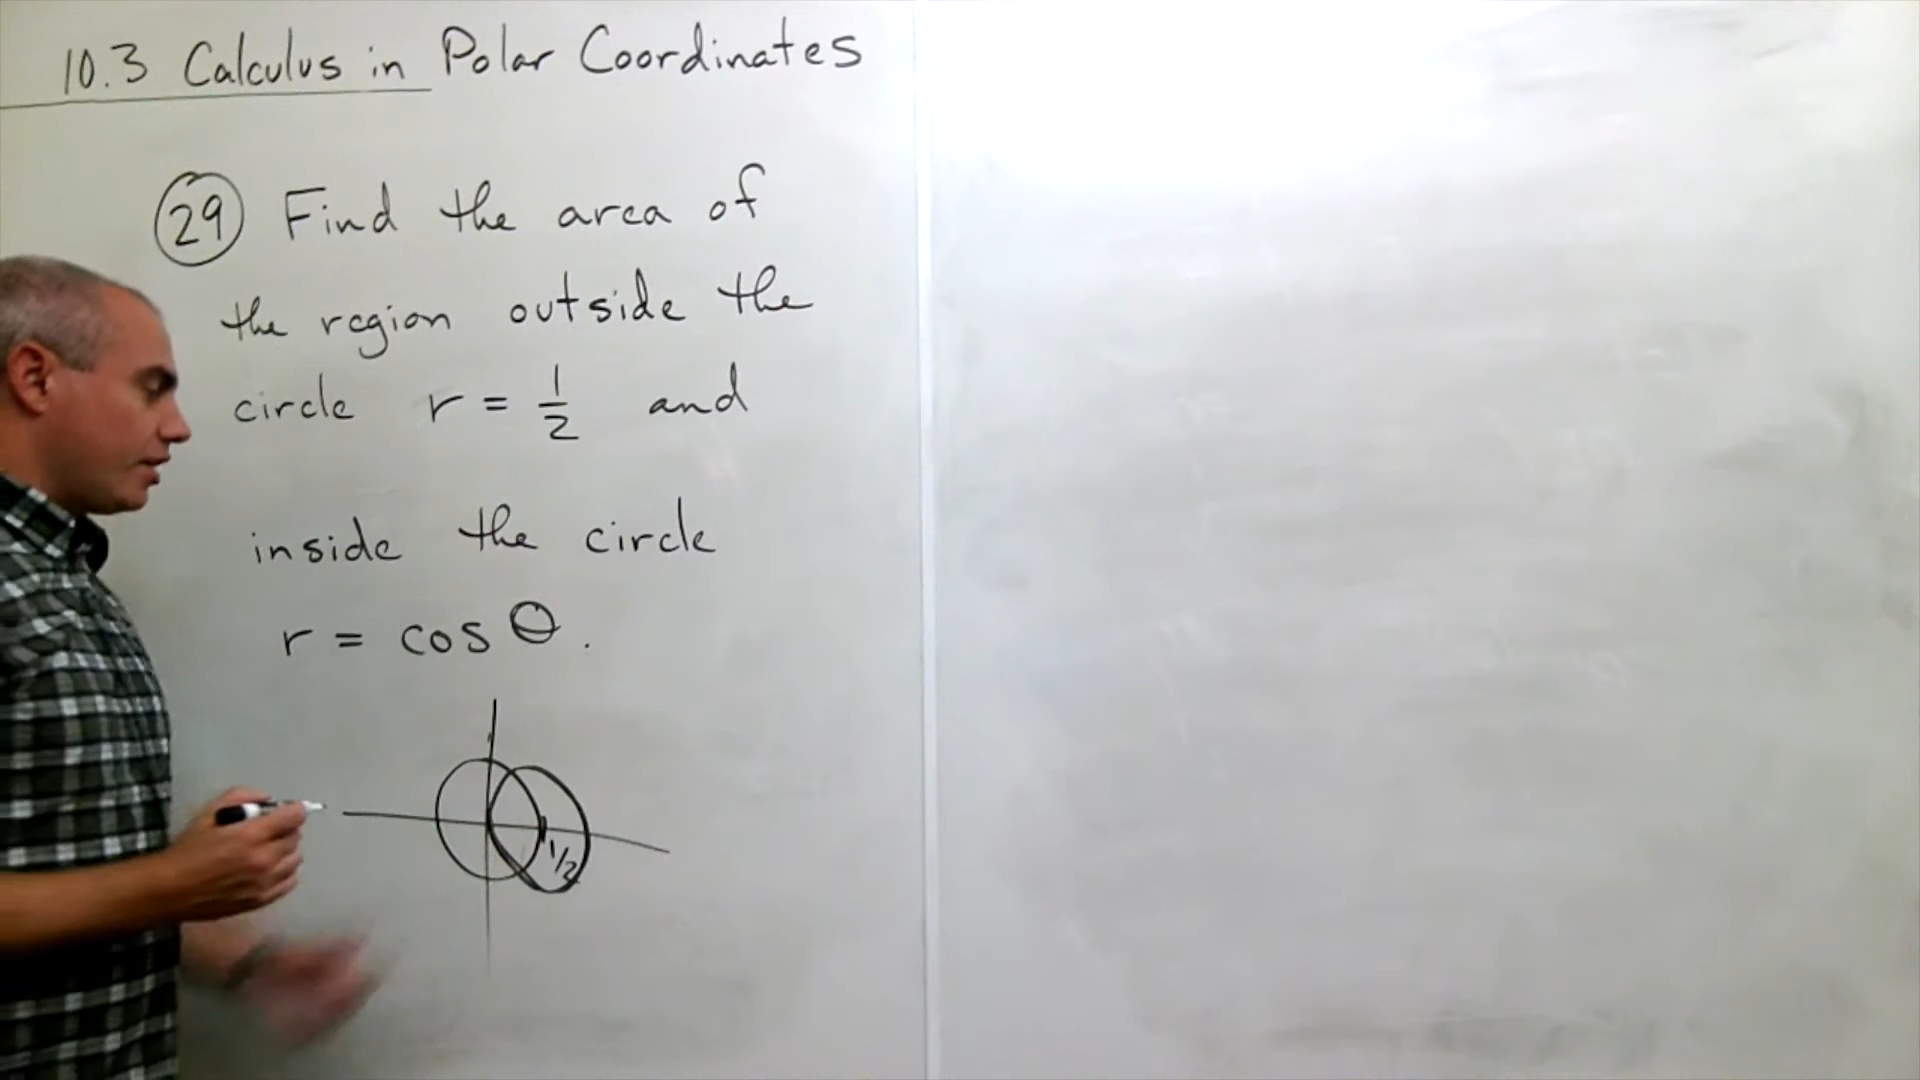 10.3 Calculus in Polar Coordinates
29 Find the area of
the region outside the
circle r = 1/2 and
inside the circle
r = cos θ.
1/2